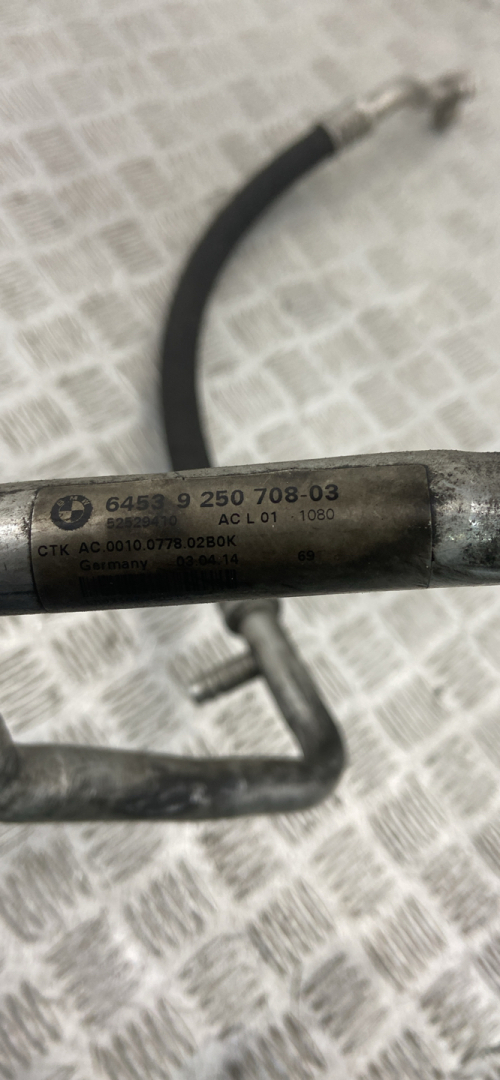 6453 9 250 708-03
AC L 01 1080
CTK AC.0010.0778.02B0K
Germany 03.04.14 69